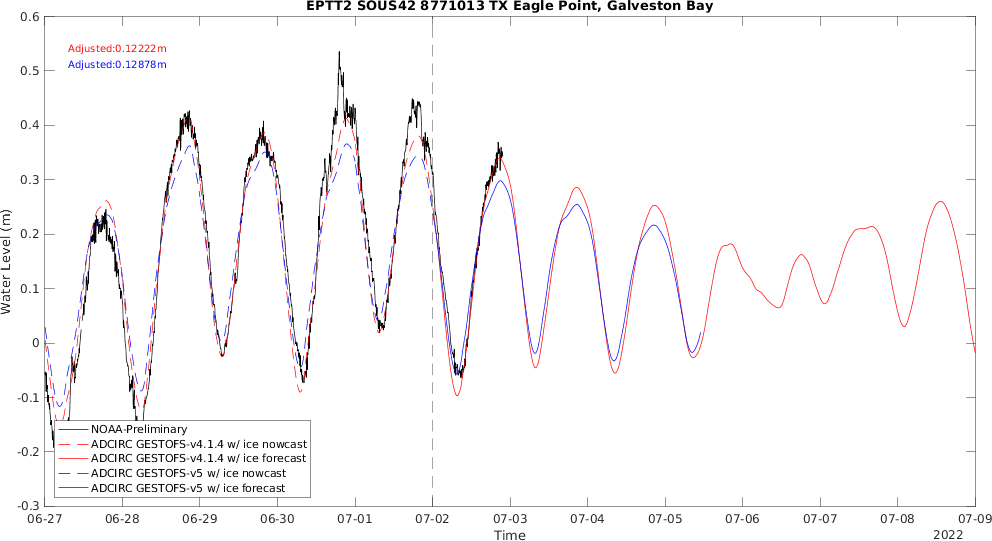 EPTT2 SOUS42 8771013 TX Eagle Point, Galveston Bay
0.6
0.5
0.4
0.3
0.2
0.1
0
-0.1
-0.2
-0.3
Water Level (m)
Adjusted:0.12222m
Adjusted:0.12878m
NOAA-Preliminary
ADCIRC GESTOFS-v4.1.4 w/ ice nowcast
ADCIRC GESTOFS-v4.1.4 w/ ice forecast
ADCIRC GESTOFS-v5 w/ ice nowcast
ADCIRC GESTOFS-v5 w/ ice forecast
06-27 06-28 06-29 06-30 07-01 07-02 07-03 07-04 07-05 07-06 07-07 07-08 07-09
Time
2022